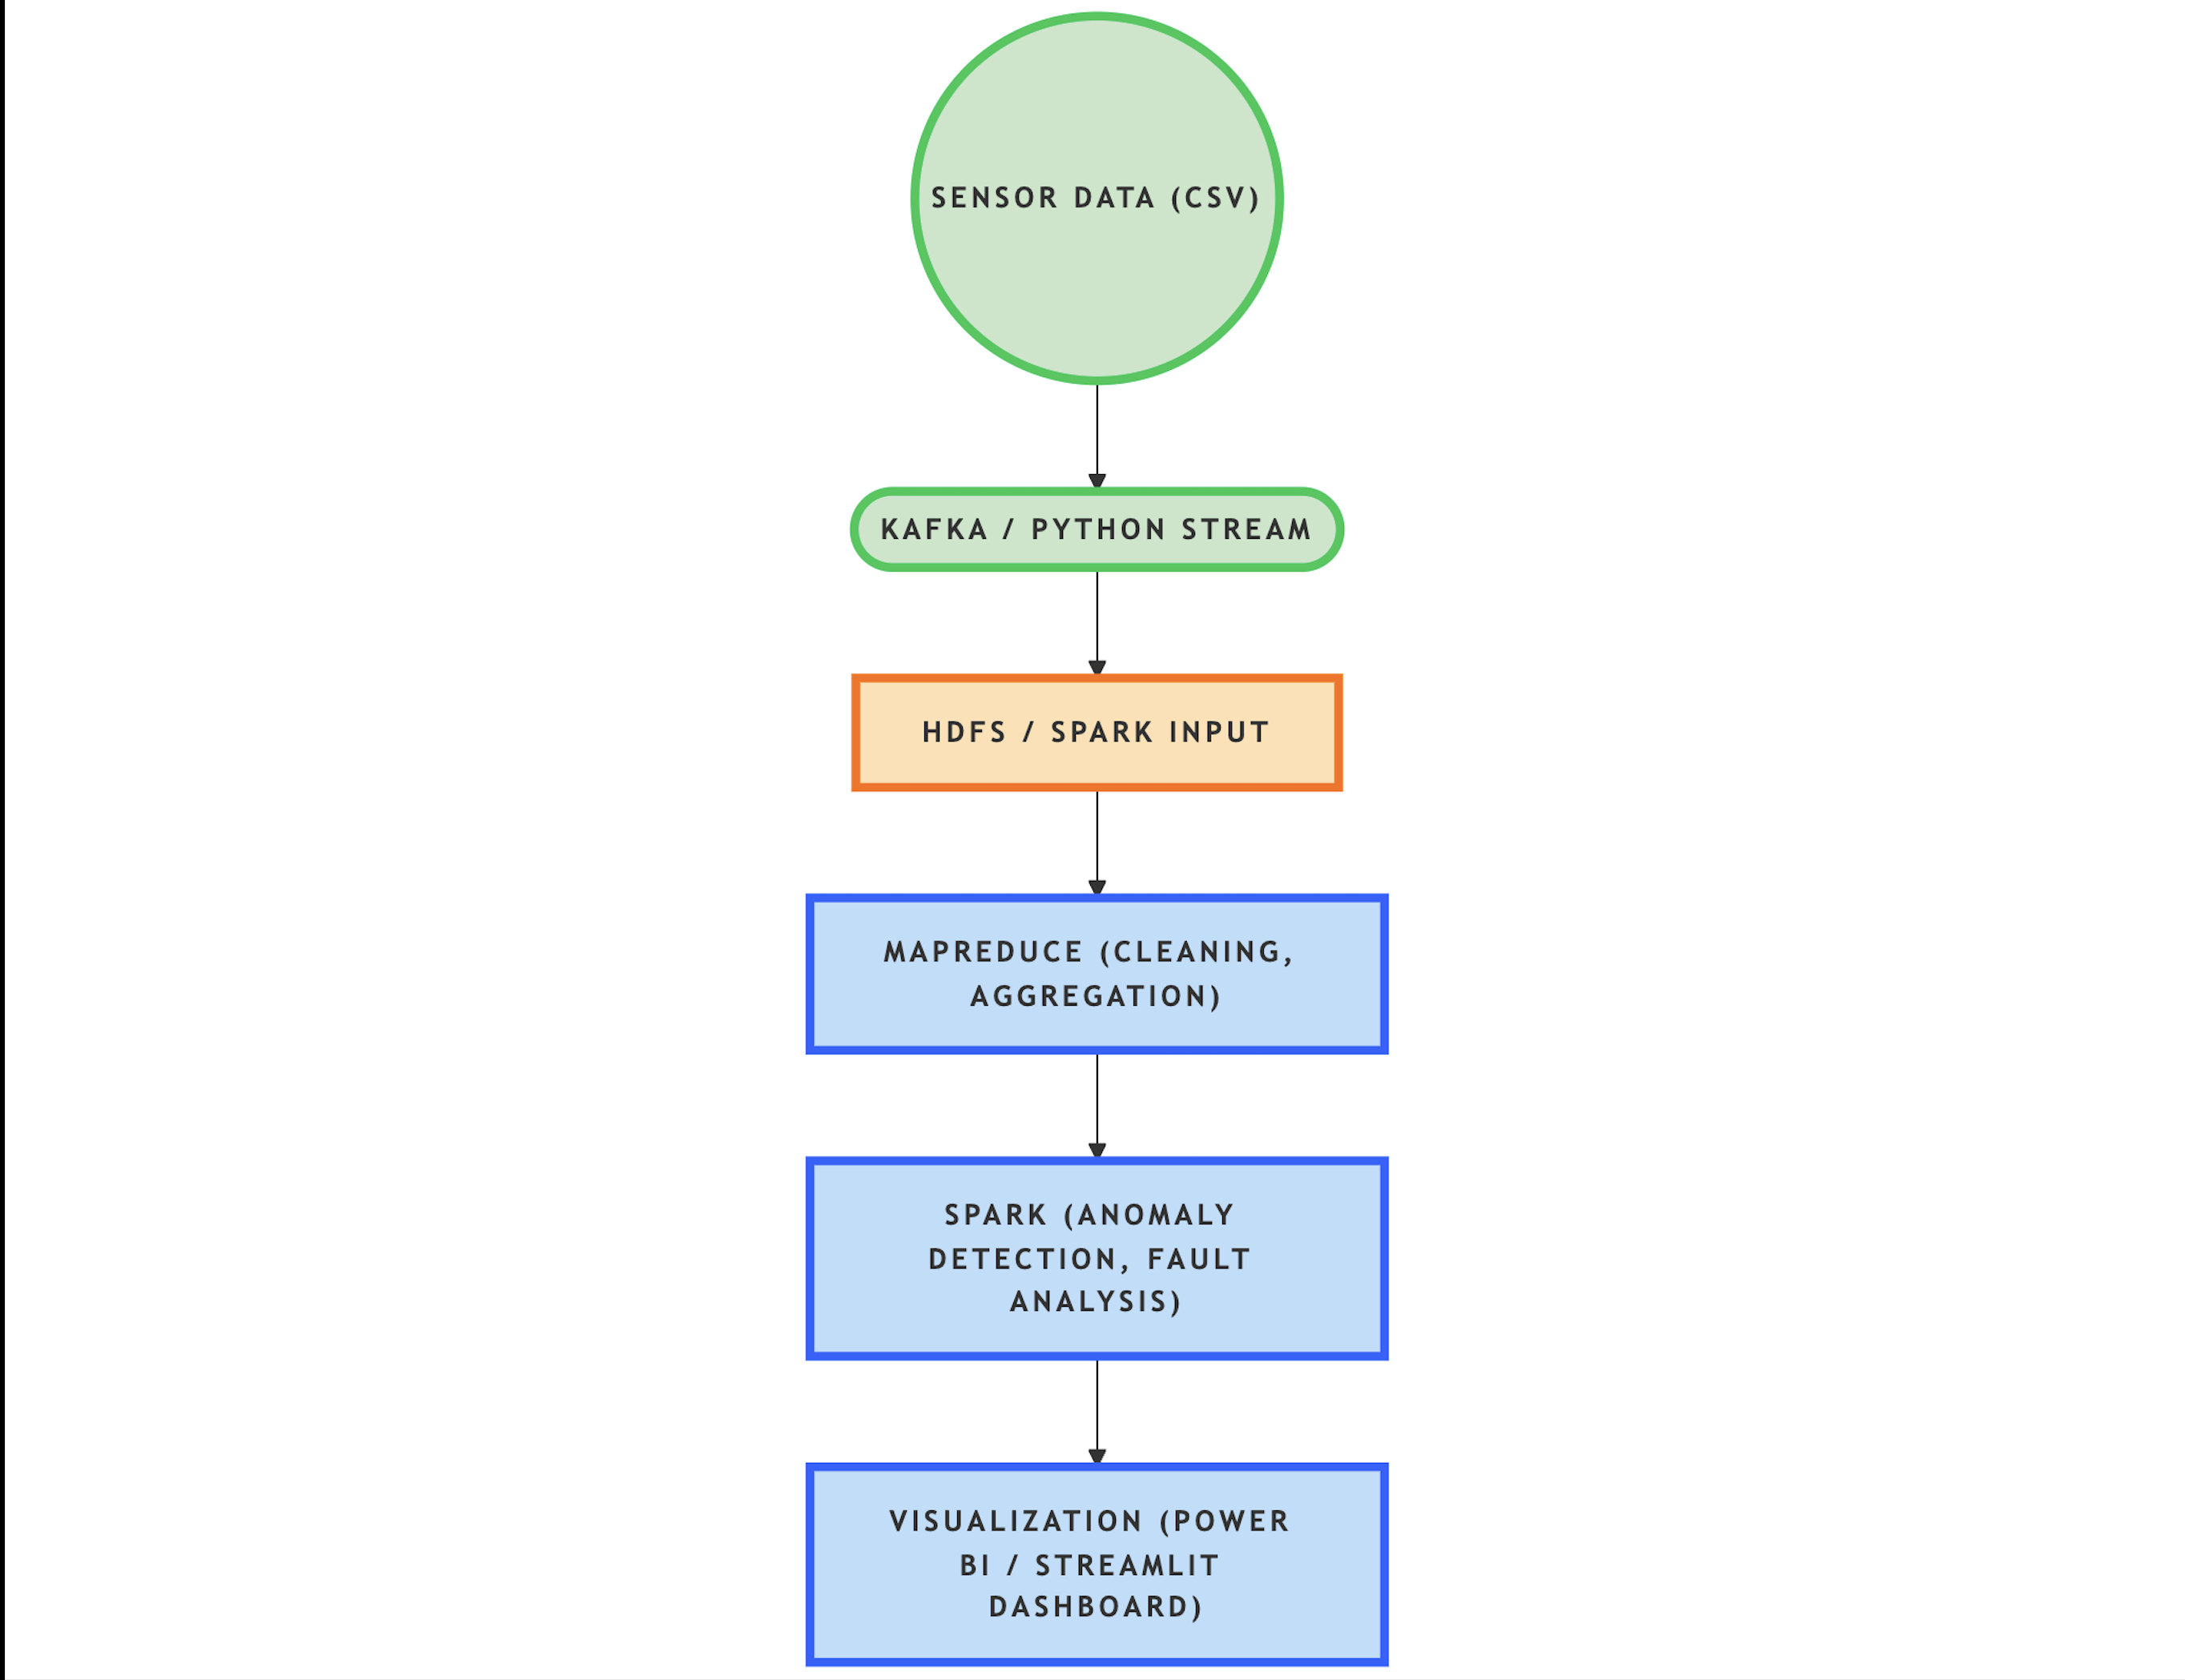 SENSOR DATA (CSV)
KAFKA / PYTHON STREAM
HDFS / SPARK INPUT
MAPREDUCE (CLEANING,
AGGREGATION)
SPARK (ANOMALY
DETECTION, FAULT
ANALYSIS)
VISUALIZATION (POWER
BI / STREAMLIT
DASHBOARD)